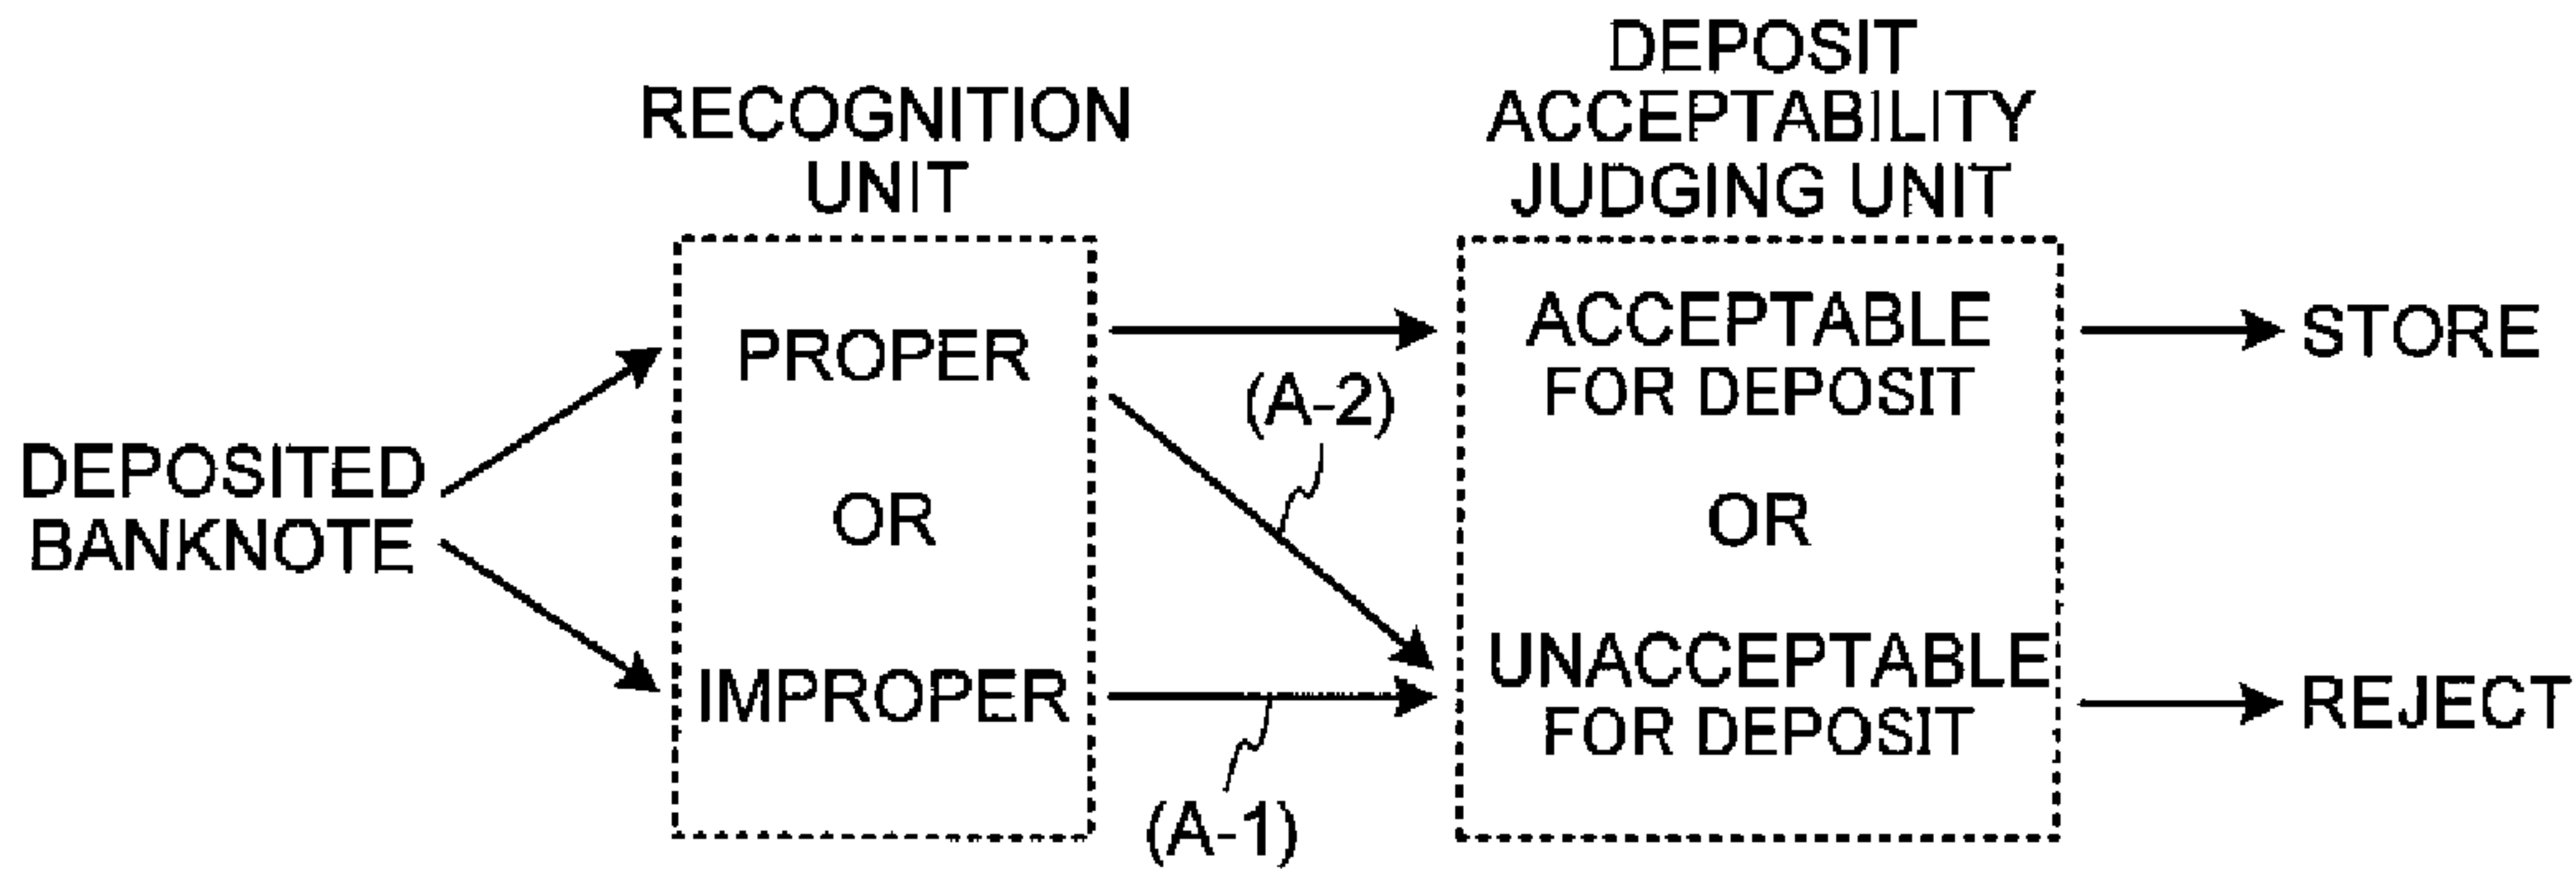 DEPOSITED
BANKNOTE
RECOGNITION
UNIT
PROPER
OR
IMPROPER
(A-2)
(A-1)
DEPOSIT
ACCEPTABILITY
JUDGING UNIT
ACCEPTABLE
FOR DEPOSIT
OR
UNACCEPTABLE
FOR DEPOSIT
STORE
REJECT